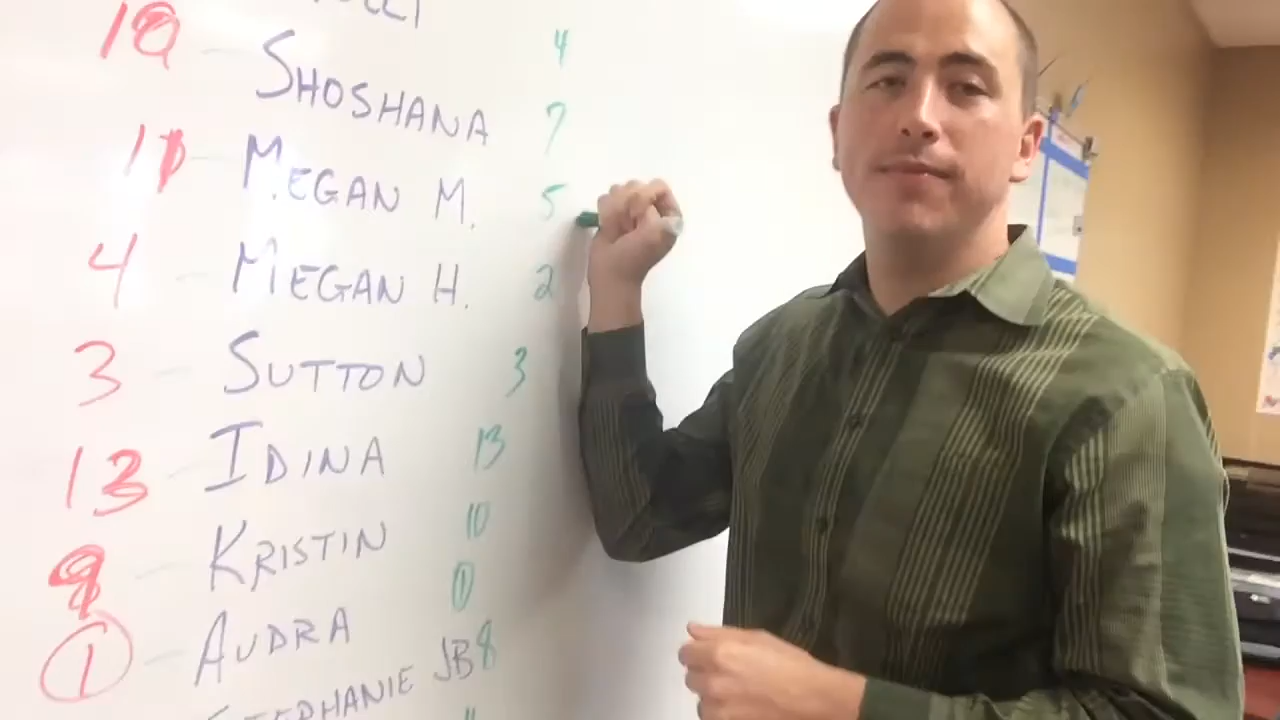 10 - SHOSHANA 4
11 - MEGAN M. 7
4 - MEGAN H. 5
3 - SUTTON 2
13 - IDINA 3
9 - KRISTIN 13
1 - AUDRA 10
STEPHANIE JB 1
8